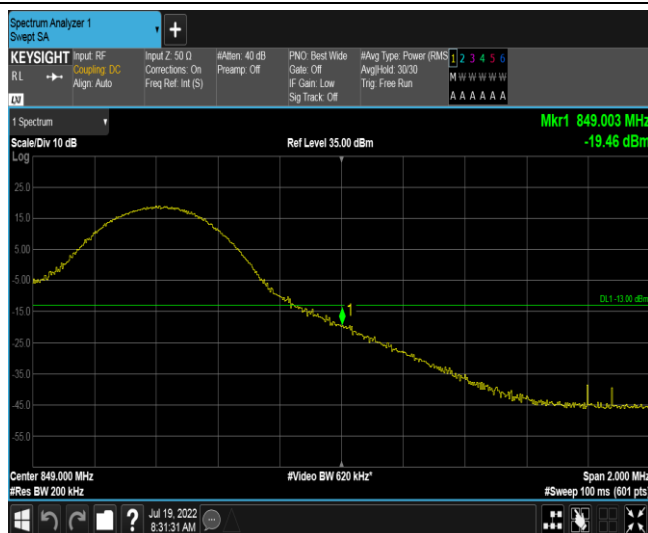 Spectrum Analyzer 1
Swept SA
+
KEYSIGHT
RL
LXI
Input: RF
Coupling: DC
Align: Auto
Input Z: 50 Ω
Corrections: On
Freq Ref: Int (S)
#Atten: 40 dB
Preamp: Off
PNO: Best Wide
Gate: Off
IF Gain: Low
Sig Track: Off
#Avg Type: Power (RMS
Avg|Hold: 30/30
Trig: Free Run
1 2 3 4 5 6
M W W W W W
A A A A A A
1 Spectrum
Mkr1 849.003 MHz
Scale/Div 10 dB
Ref Level 35.00 dBm
-19.46 dBm
Log
25.0
15.0
5.00
-5.00
DL1 -13.00 dBm
1
-15.0
-25.0
-35.0
-45.0
-55.0
Center 849.000 MHz
#Video BW 620 kHz*
Span 2.000 MHz
#Res BW 200 kHz
#Sweep 100 ms (601 pts)
?
Jul 19, 2022
8:31:31 AM